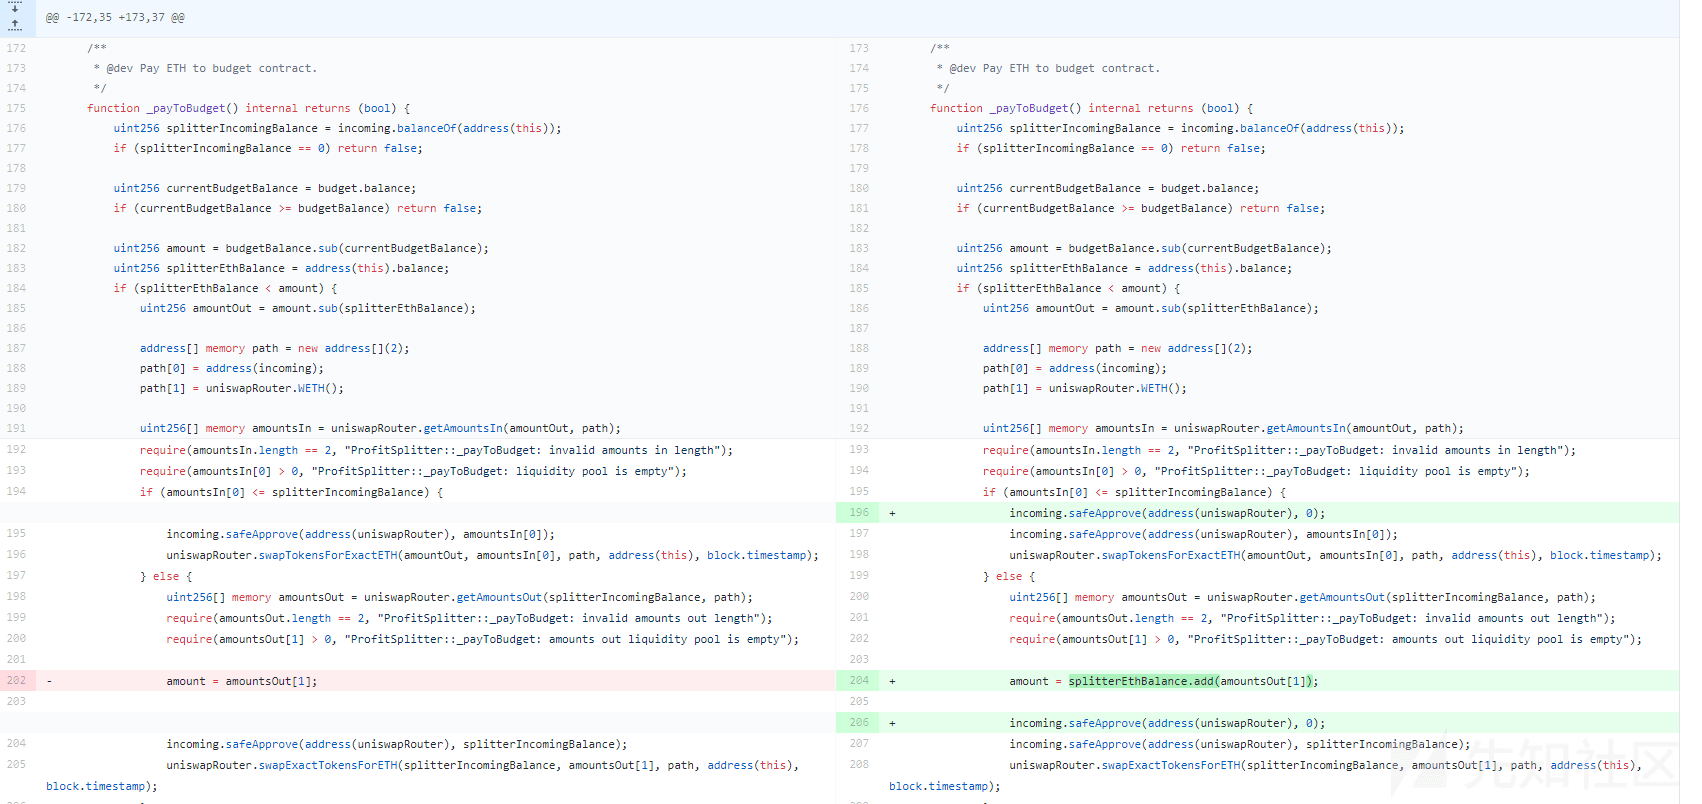 @@ -172,35 +173,37 @@
172 /**
173 * @dev Pay ETH to budget contract.
174 */
175 function _payToBudget() internal returns (bool) {
176 uint256 splitterIncomingBalance = incoming.balanceOf(address(this));
177 if (splitterIncomingBalance == 0) return false;
178
179 uint256 currentBudgetBalance = budget.balance;
180 if (currentBudgetBalance >= budgetBalance) return false;
181
182 uint256 amount = budgetBalance.sub(currentBudgetBalance);
183 uint256 splitterEthBalance = address(this).balance;
184 if (splitterEthBalance < amount) {
185 uint256 amountOut = amount.sub(splitterEthBalance);
186
187 address[] memory path = new address[](2);
188 path[0] = address(incoming);
189 path[1] = uniswapRouter.WETH();
190
191 uint256[] memory amountsIn = uniswapRouter.getAmountsIn(amountOut, path);
192 require(amountsIn.length == 2, "ProfitSplitter::_payToBudget: invalid amounts in length");
193 require(amountsIn[0] > 0, "ProfitSplitter::_payToBudget: liquidity pool is empty");
194 if (amountsIn[0] <= splitterIncomingBalance) {
195 incoming.safeApprove(address(uniswapRouter), amountsIn[0]);
196 uniswapRouter.swapTokensForExactETH(amountOut, amountsIn[0], path, address(this), block.timestamp);
197 } else {
198 uint256[] memory amountsOut = uniswapRouter.getAmountsOut(splitterIncomingBalance, path);
199 require(amountsOut.length == 2, "ProfitSplitter::_payToBudget: invalid amounts out length");
200 require(amountsOut[1] > 0, "ProfitSplitter::_payToBudget: amounts out liquidity pool is empty");
201
202 - amount = amountsOut[1];
203
204 incoming.safeApprove(address(uniswapRouter), splitterIncomingBalance);
205 uniswapRouter.swapExactTokensForETH(splitterIncomingBalance, amountsOut[1], path, address(this),
block.timestamp);
173 /**
174 * @dev Pay ETH to budget contract.
175 */
176 function _payToBudget() internal returns (bool) {
177 uint256 splitterIncomingBalance = incoming.balanceOf(address(this));
178 if (splitterIncomingBalance == 0) return false;
179
180 uint256 currentBudgetBalance = budget.balance;
181 if (currentBudgetBalance >= budgetBalance) return false;
182
183 uint256 amount = budgetBalance.sub(currentBudgetBalance);
184 uint256 splitterEthBalance = address(this).balance;
185 if (splitterEthBalance < amount) {
186 uint256 amountOut = amount.sub(splitterEthBalance);
187
188 address[] memory path = new address[](2);
189 path[0] = address(incoming);
190 path[1] = uniswapRouter.WETH();
191
192 uint256[] memory amountsIn = uniswapRouter.getAmountsIn(amountOut, path);
193 require(amountsIn.length == 2, "ProfitSplitter::_payToBudget: invalid amounts in length");
194 require(amountsIn[0] > 0, "ProfitSplitter::_payToBudget: liquidity pool is empty");
195 if (amountsIn[0] <= splitterIncomingBalance) {
196 + incoming.safeApprove(address(uniswapRouter), 0);
197 incoming.safeApprove(address(uniswapRouter), amountsIn[0]);
198 uniswapRouter.swapTokensForExactETH(amountOut, amountsIn[0], path, address(this), block.timestamp);
199 } else {
200 uint256[] memory amountsOut = uniswapRouter.getAmountsOut(splitterIncomingBalance, path);
201 require(amountsOut.length == 2, "ProfitSplitter::_payToBudget: invalid amounts out length");
202 require(amountsOut[1] > 0, "ProfitSplitter::_payToBudget: amounts out liquidity pool is empty");
203
204 + amount = splitterEthBalance.add(amountsOut[1]);
205
206 + incoming.safeApprove(address(uniswapRouter), 0);
207 incoming.safeApprove(address(uniswapRouter), splitterIncomingBalance);
208 uniswapRouter.swapExactTokensForETH(splitterIncomingBalance, amountsOut[1], path, address(this),
block.timestamp);
先知社区